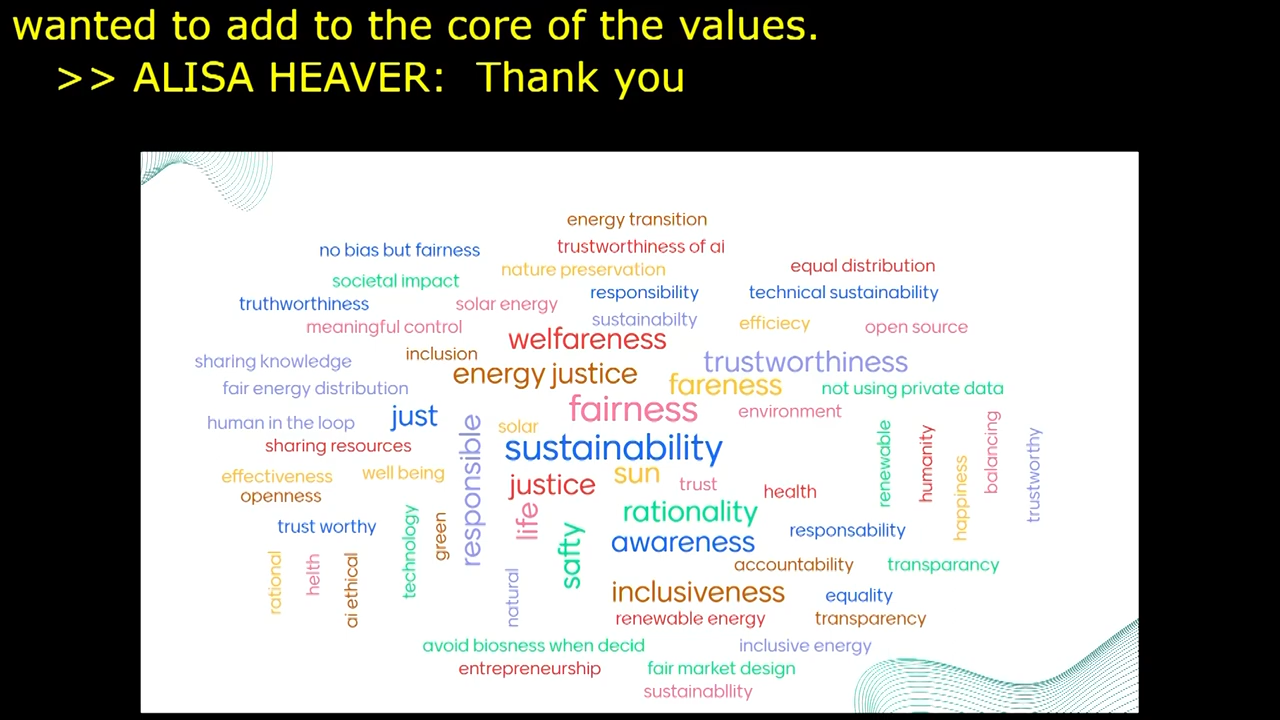 wanted to add to the core of the values.
>> ALISA HEAVER:  Thank you
energy transition
no bias but fairness
trustworthiness of ai
equal distribution
nature preservation
societal impact
responsibility
technical sustainability
truthworthiness
solar energy
sustainabilty
efficiecy
open source
meaningful control
welfareness
inclusion
trustworthiness
sharing knowledge
energy justice
fareness
not using private data
fair energy distribution
fairness
environment
human in the loop
just
solar
sharing resources
responsible
sustainability
renewable
humanity
happiness
balancing
trustworthy
effectiveness
well being
sun
openness
justice
trust
health
trust worthy
technology
green
life
safty
rationality
responsability
awareness
rational
helth
ai ethical
natural
accountability
transparancy
inclusiveness
equality
renewable energy
transparency
avoid biosness when decid
inclusive energy
entrepreneurship
fair market design
sustainabllity